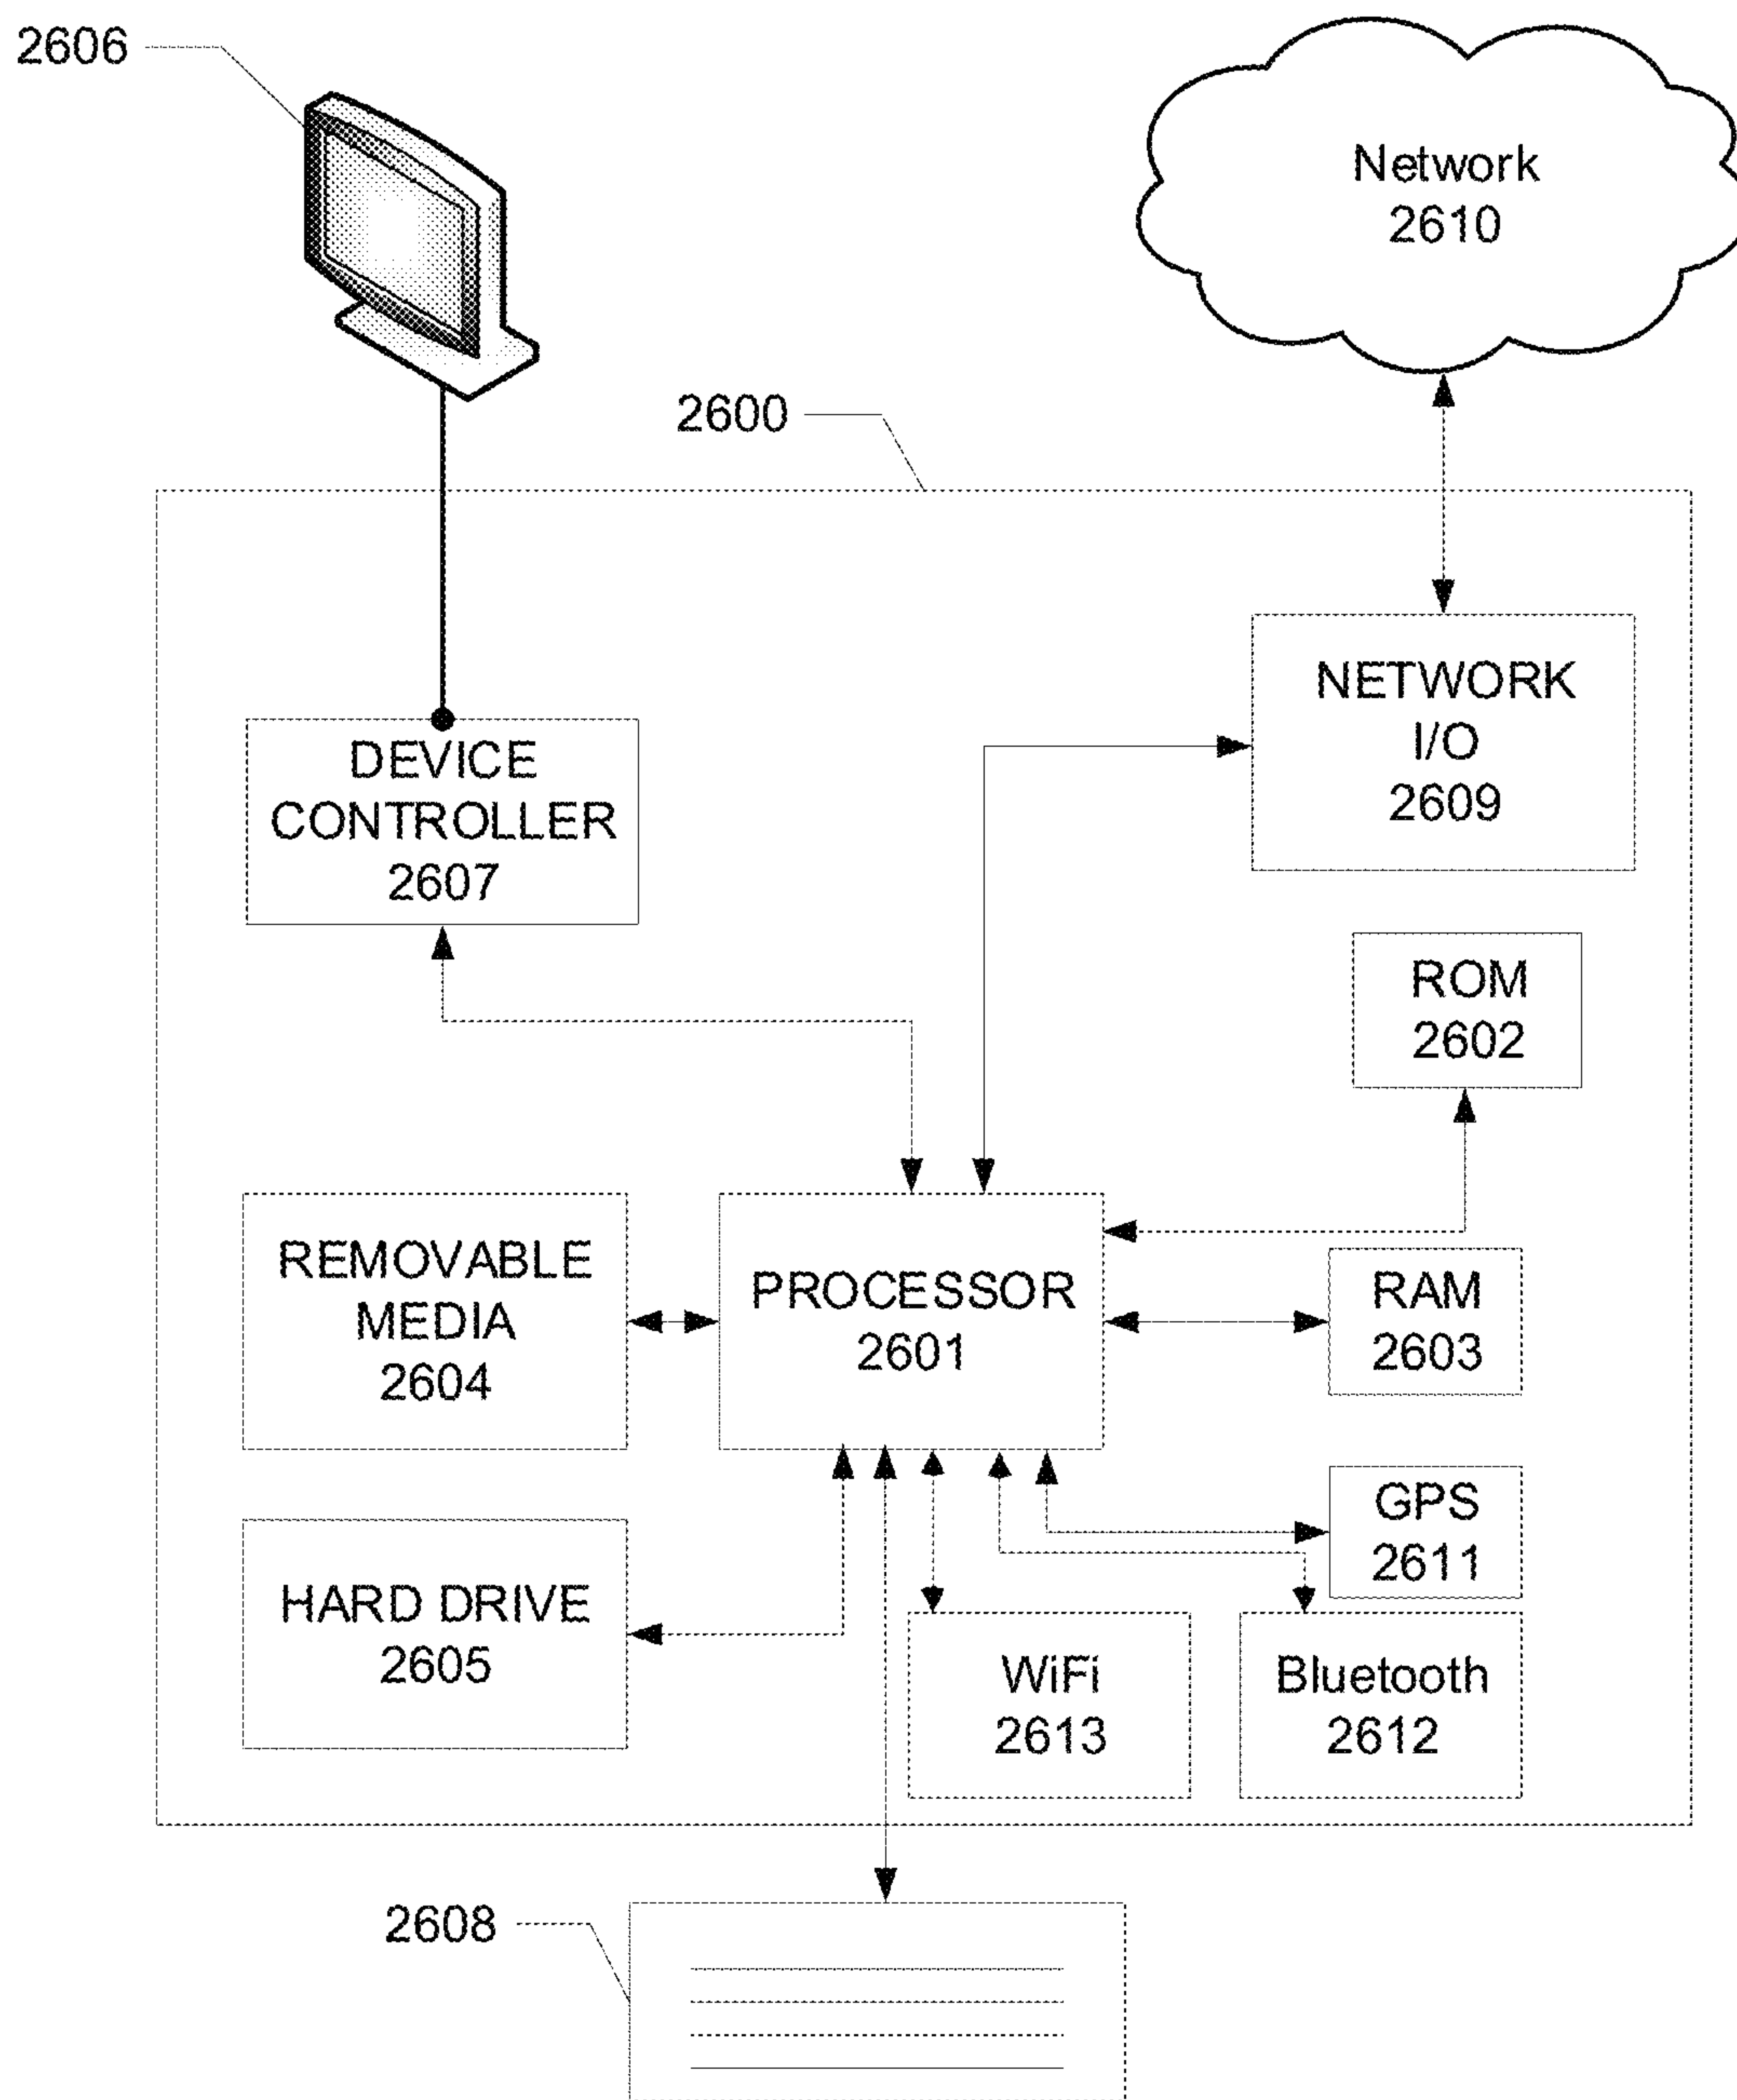 2606
Network
2610
2600
NETWORK
I/O
2609
DEVICE
CONTROLLER
2607
ROM
2602
REMOVABLE
MEDIA
2604
PROCESSOR
2601
RAM
2603
GPS
2611
HARD DRIVE
2605
WiFi
2613
Bluetooth
2612
2608